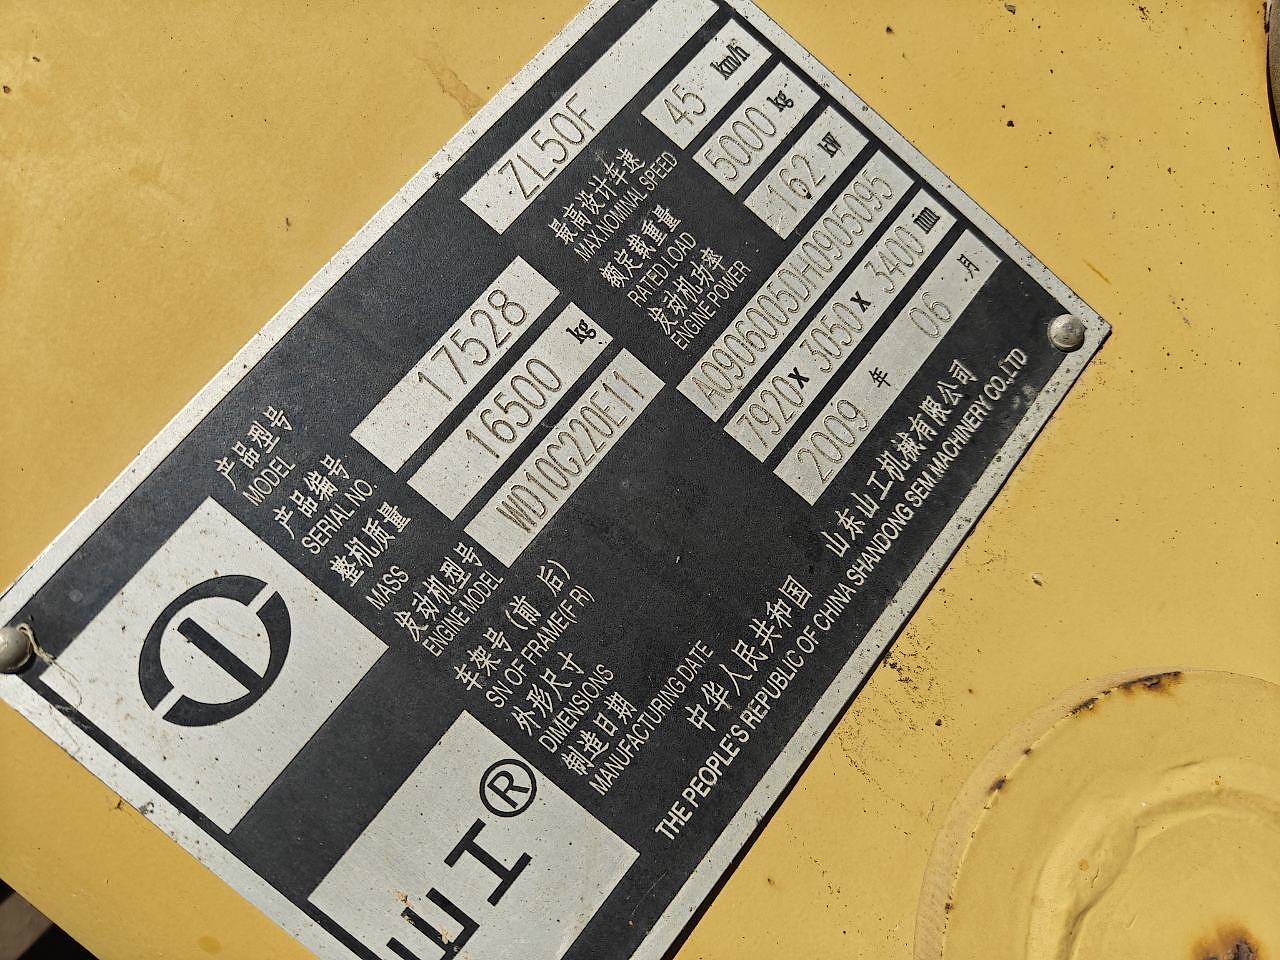 产品型号 ZL50F
MODEL
产品编号 17528 最高设计车速 45 km/h
SERIAL NO. MAX NOMINAL SPEED
整机质量 16500 kg 额定载重量 5000 kg
MASS RATED LOAD
发动机型号 WD10G220E11 发动机功率 162 kW
ENGINE MODEL ENGINE POWER
车架号(前 后) A0906005DH0905095
SN OF FRAME(F R)
外形尺寸 7920 x 3050 x 3400 mm
DIMENSIONS
制造日期 2009 年 06 月
MANUFACTURING DATE
中华人民共和国 山东山工机械有限公司
THE PEOPLE'S REPUBLIC OF CHINA SHANDONG SEM MACHINERY CO.,LTD
山工®